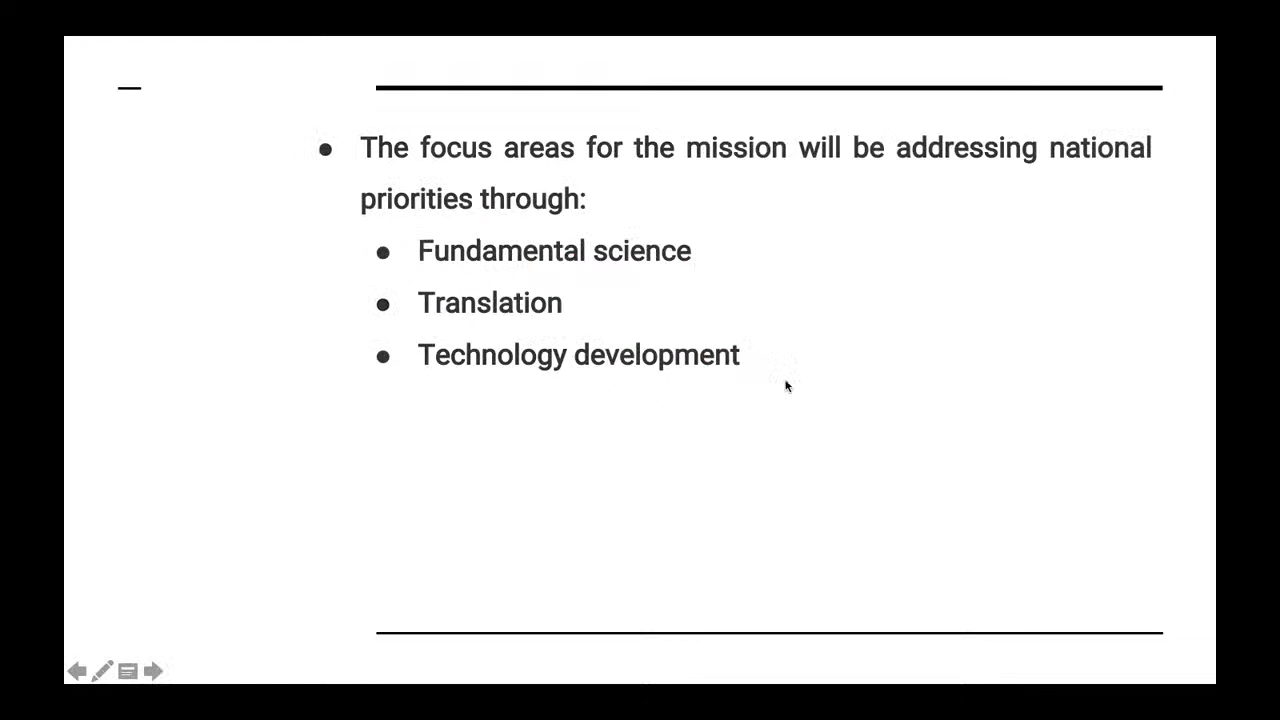 ● The focus areas for the mission will be addressing national
priorities through:
● Fundamental science
● Translation
● Technology development